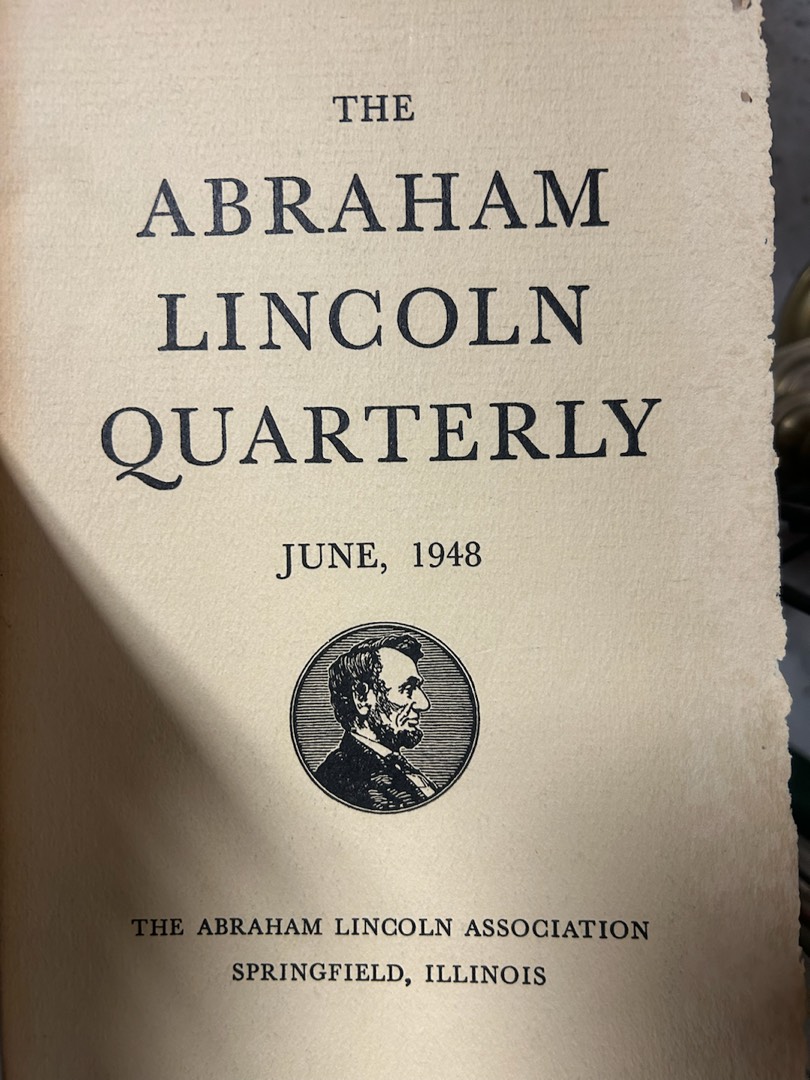 THE
ABRAHAM
LINCOLN
QUARTERLY
JUNE, 1948
THE ABRAHAM LINCOLN ASSOCIATION
SPRINGFIELD, ILLINOIS